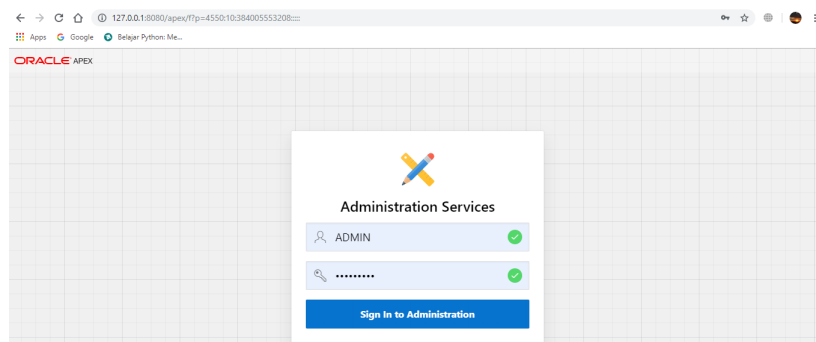 127.0.0.1:8080/apex/f?p=4550:10:384005553208:::::
Apps Google Belajar Python: Me...
ORACLE APEX
Administration Services
ADMIN
•••••••••
Sign In to Administration